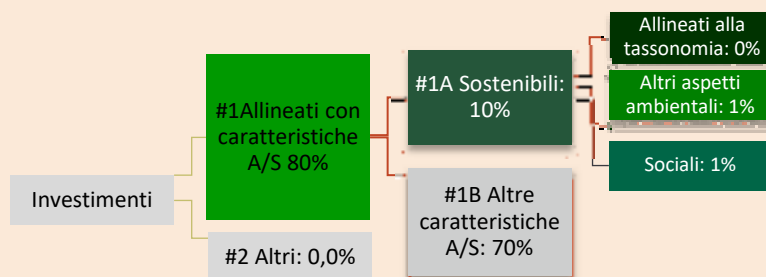 Investimenti
#1Allineati con
caratteristiche
A/S 80%
#2 Altri: 0,0%
#1A Sostenibili:
10%
#1B Altre
caratteristiche
A/S: 70%
Allineati alla
tassonomia: 0%
Altri aspetti
ambientali: 1%
Sociali: 1%